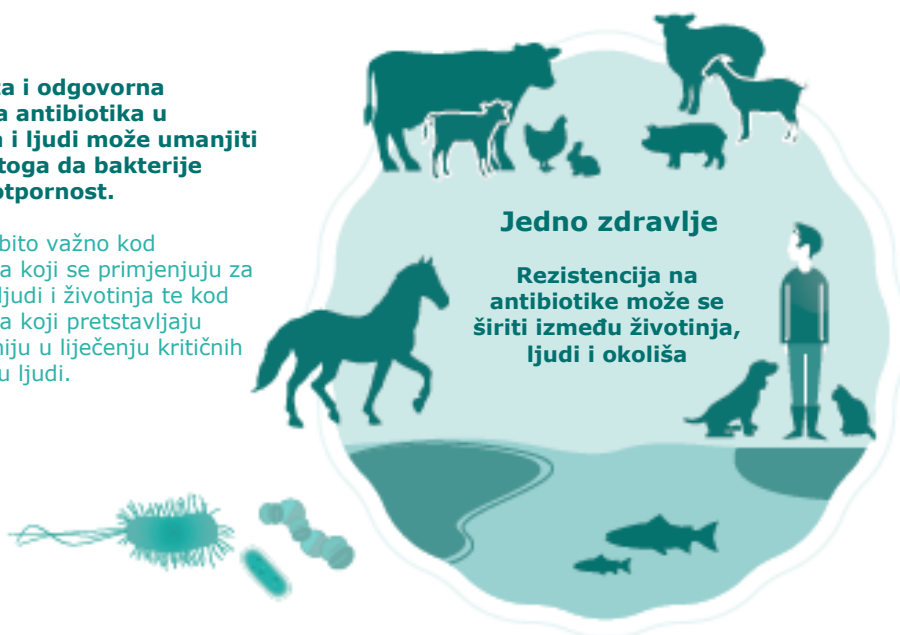 ta i odgovorna
a antibiotika u
a i ljudi može umanjiti
toga da bakterije
otpornost.
bito važno kod
a koji se primjenjuju za
ljudi i životinja te kod
a koji pretstavljaju
niju u liječenju kritičnih
u ljudi.
Jedno zdravlje
Rezistencija na
antibiotike može se
širiti između životinja,
ljudi i okoliša